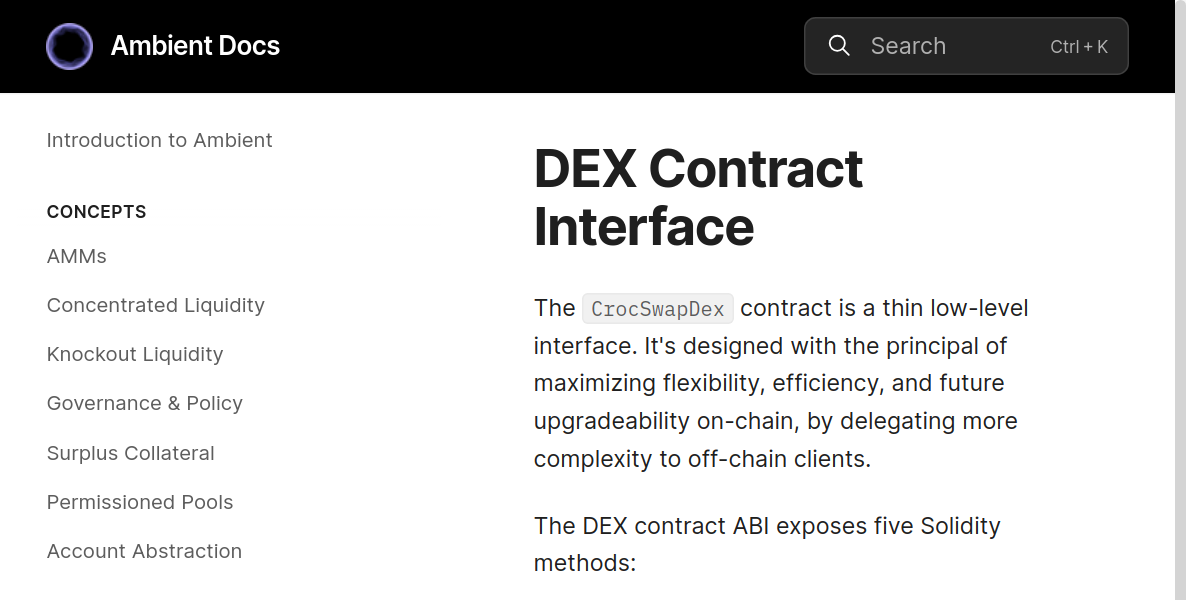 Ambient Docs
Search
Ctrl + K
Introduction to Ambient
CONCEPTS
AMMs
Concentrated Liquidity
Knockout Liquidity
Governance & Policy
Surplus Collateral
Permissioned Pools
Account Abstraction
DEX Contract
Interface
The CrocSwapDex contract is a thin low-level
interface. It's designed with the principal of
maximizing flexibility, efficiency, and future
upgradeability on-chain, by delegating more
complexity to off-chain clients.
The DEX contract ABI exposes five Solidity
methods: